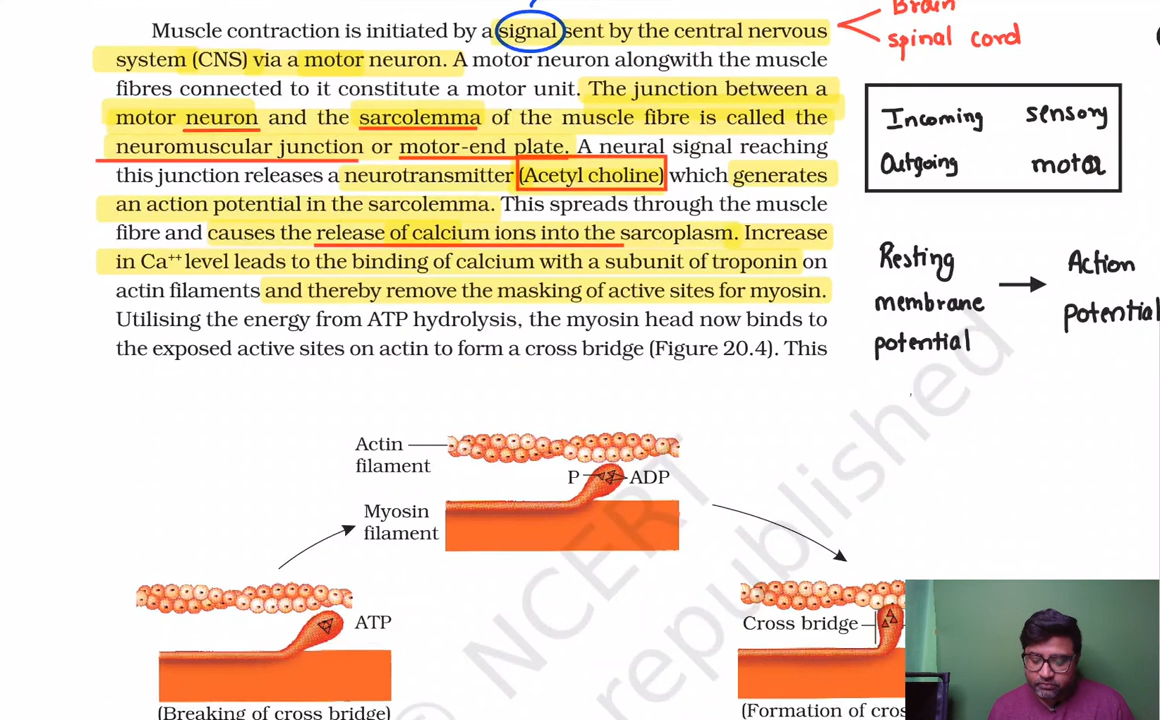 Brain
Muscle contraction is initiated by a signal sent by the central nervous
spinal cord
system (CNS) via a motor neuron. A motor neuron alongwith the muscle
fibres connected to it constitute a motor unit. The junction between a
motor neuron and the sarcolemma of the muscle fibre is called the
neuromuscular junction or motor-end plate. A neural signal reaching
this junction releases a neurotransmitter (Acetyl choline) which generates
an action potential in the sarcolemma. This spreads through the muscle
fibre and causes the release of calcium ions into the sarcoplasm. Increase
in Ca++ level leads to the binding of calcium with a subunit of troponin on
actin filaments and thereby remove the masking of active sites for myosin.
Utilising the energy from ATP hydrolysis, the myosin head now binds to
the exposed active sites on actin to form a cross bridge (Figure 20.4). This
Incoming sensory
Outgoing motor
Resting
membrane
potential
Action
potential
Actin
filament
P ADP
Myosin
filament
ATP
Cross bridge
(Breaking of cross bridge)
(Formation of cros
© NCERT
republished